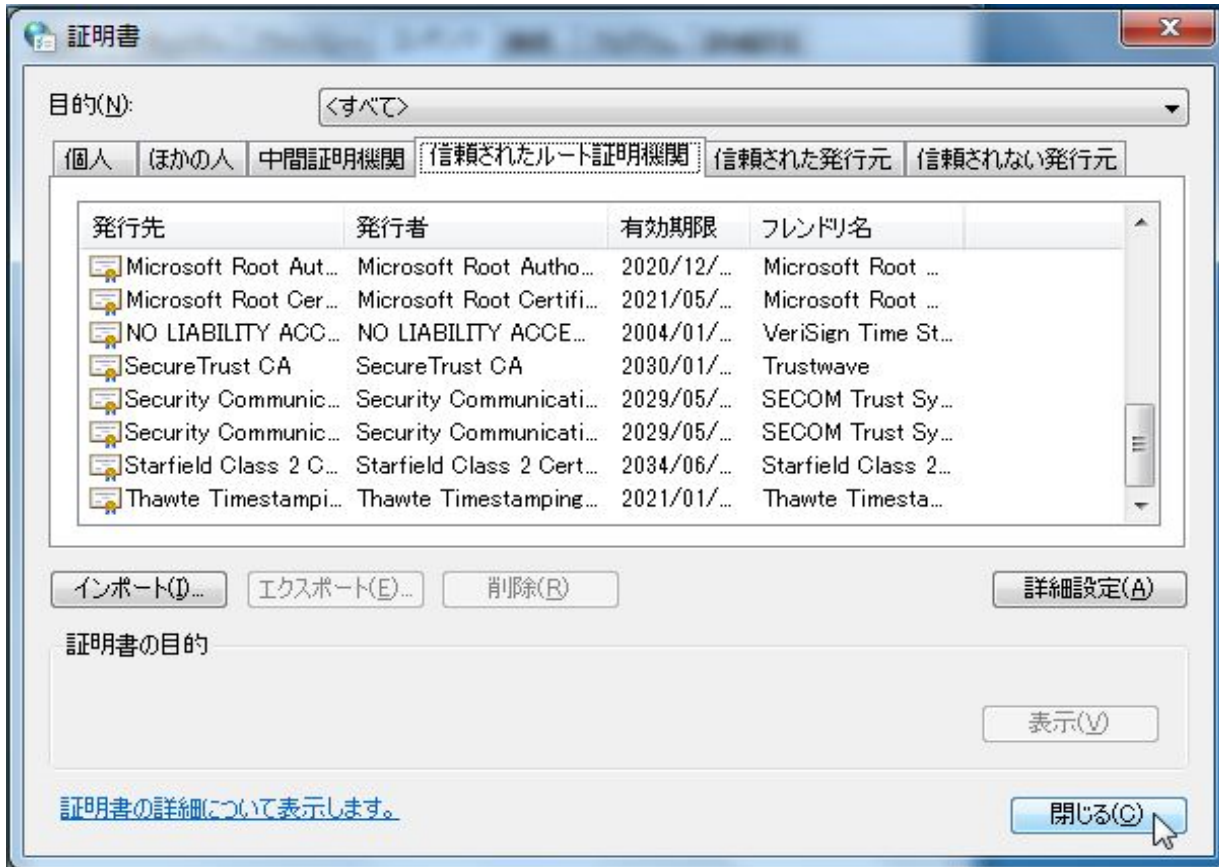 証明書
目的(N): <すべて>
個人 ほかの人 中間証明機関 信頼されたルート証明機関 信頼された発行元 信頼されない発行元
発行先 発行者 有効期限 フレンドリ名
Microsoft Root Aut... Microsoft Root Autho... 2020/12/... Microsoft Root ...
Microsoft Root Cer... Microsoft Root Certifi... 2021/05/... Microsoft Root ...
NO LIABILITY ACC... NO LIABILITY ACCE... 2004/01/... VeriSign Time St...
SecureTrust CA SecureTrust CA 2030/01/... Trustwave
Security Communic... Security Communicati... 2029/05/... SECOM Trust Sy...
Security Communic... Security Communicati... 2029/05/... SECOM Trust Sy...
Starfield Class 2 C... Starfield Class 2 Cert... 2034/06/... Starfield Class 2...
Thawte Timestampi... Thawte Timestamping... 2021/01/... Thawte Timesta...
インポート(I)... エクスポート(E)... 削除(R) 詳細設定(A)
証明書の目的
表示(V)
証明書の詳細について表示します。
閉じる(C)